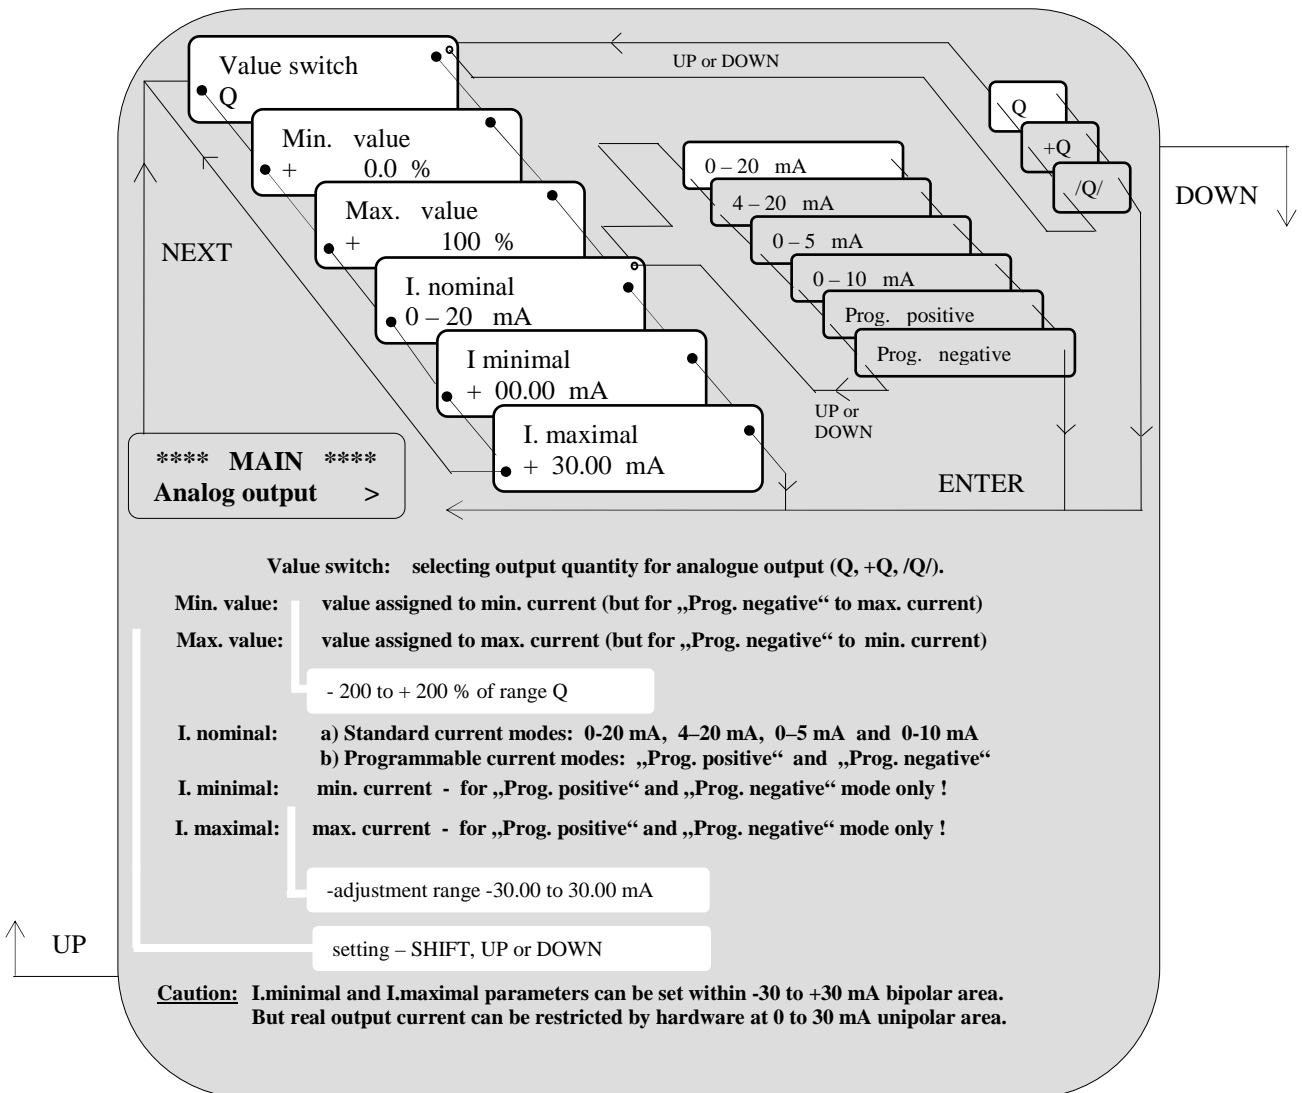 Value switch
Q
Min. value
+ 0.0 %
Max. value
+ 100 %
I. nominal
0 – 20 mA
I minimal
+ 00.00 mA
I. maximal
+ 30.00 mA
UP or DOWN
Q
+Q
/Q/
0 – 20 mA
4 – 20 mA
0 – 5 mA
0 – 10 mA
Prog. positive
Prog. negative
UP or
DOWN
DOWN
NEXT
**** MAIN ****
Analog output >
ENTER
Value switch: selecting output quantity for analogue output (Q, +Q, /Q/).
Min. value: value assigned to min. current (but for „Prog. negative“ to max. current)
Max. value: value assigned to max. current (but for „Prog. negative“ to min. current)
- 200 to + 200 % of range Q
I. nominal: a) Standard current modes: 0-20 mA, 4–20 mA, 0–5 mA and 0-10 mA
b) Programmable current modes: „Prog. positive“ and „Prog. negative“
I. minimal: min. current - for „Prog. positive“ and „Prog. negative“ mode only !
I. maximal: max. current - for „Prog. positive“ and „Prog. negative“ mode only !
-adjustment range -30.00 to 30.00 mA
UP
setting – SHIFT, UP or DOWN
Caution: I.minimal and I.maximal parameters can be set within -30 to +30 mA bipolar area.
But real output current can be restricted by hardware at 0 to 30 mA unipolar area.